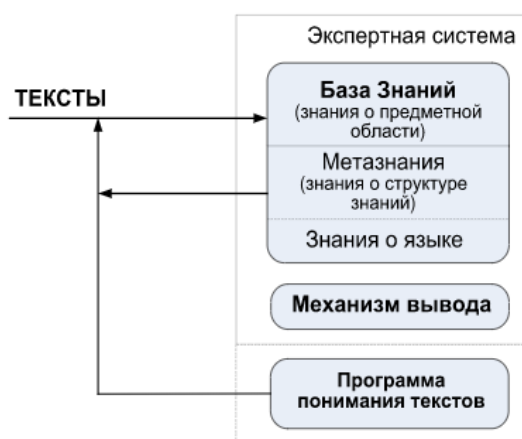 Экспертная система
ТЕКСТЫ
База Знаний
(знания о предметной
области)
Метазнания
(знания о структуре
знаний)
Знания о языке
Механизм вывода
Программа
понимания текстов